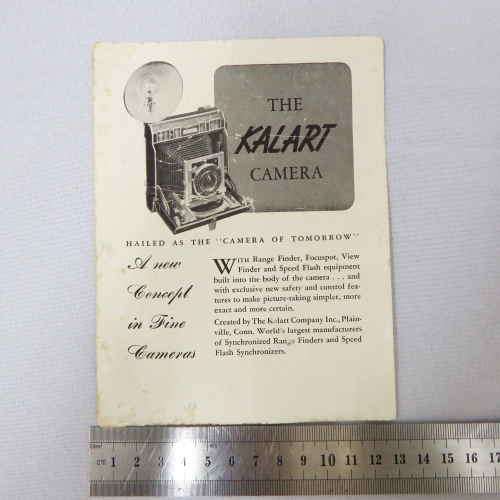 THE
KALART
CAMERA
HAILED AS THE "CAMERA OF TOMORROW"
A new
Concept
in Fine
Cameras
WITH Range Finder, Focuspot, View
Finder and Speed Flash equipment
built into the body of the camera . . . and
with exclusive new safety and control fea-
tures to make picture-taking simpler, more
exact and more certain.
Created by The Kalart Company Inc., Plain-
ville, Conn. World's largest manufacturers
of Synchronized Range Finders and Speed
Flash Synchronizers.
1 2 3 4 5 6 7 8 9 10 11 12 13 14 15 16 17